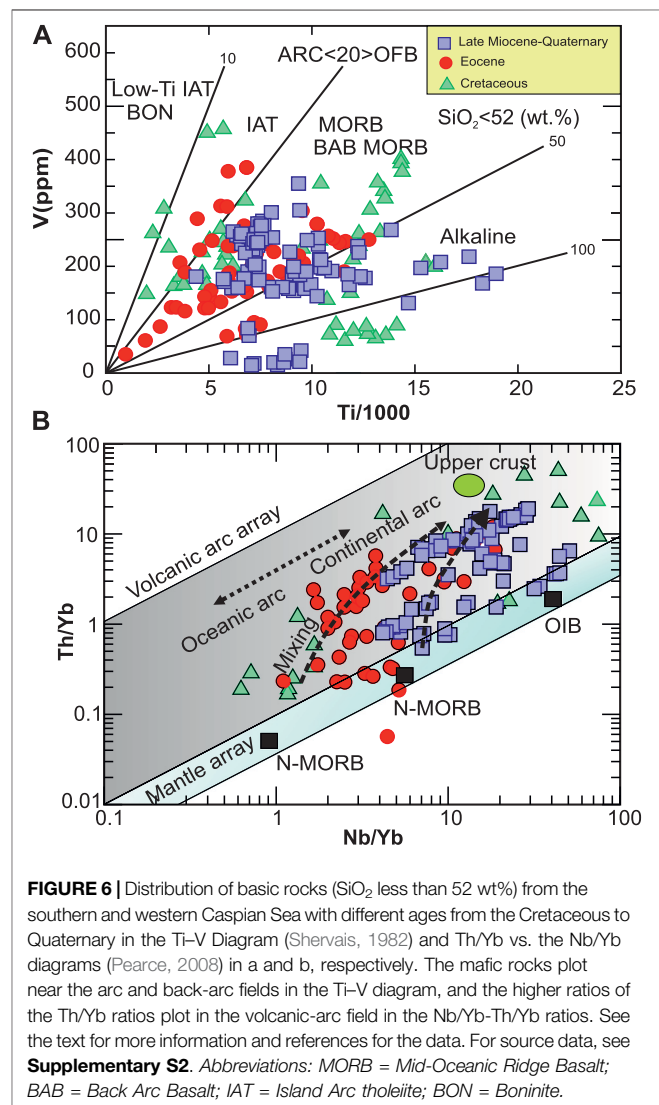 A
Late Miocene-Quaternary
Eocene
Cretaceous
600
500
400
300
200
100
0
V(ppm)
10
ARC<20>OFB
Low-Ti IAT
BON
IAT
MORB
BAB MORB
SiO2<52 (wt.%)
50
Alkaline
100
0
5
10
15
20
25
Ti/1000
B
100
10
1
0.1
0.01
Th/Yb
Upper crust
Volcanic arc array
Continental arc
Oceanic arc
Mixing
OIB
N-MORB
N-MORB
Mantle array
0.1
1
10
100
Nb/Yb
FIGURE 6 | Distribution of basic rocks (SiO2 less than 52 wt%) from the
southern and western Caspian Sea with different ages from the Cretaceous to
Quaternary in the Ti–V Diagram (Shervais, 1982) and Th/Yb vs. the Nb/Yb
diagrams (Pearce, 2008) in a and b, respectively. The mafic rocks plot
near the arc and back-arc fields in the Ti–V diagram, and the higher ratios of
the Th/Yb ratios plot in the volcanic-arc field in the Nb/Yb-Th/Yb ratios. See
the text for more information and references for the data. For source data, see
Supplementary S2. Abbreviations: MORB = Mid-Oceanic Ridge Basalt;
BAB = Back Arc Basalt; IAT = Island Arc tholeiite; BON = Boninite.